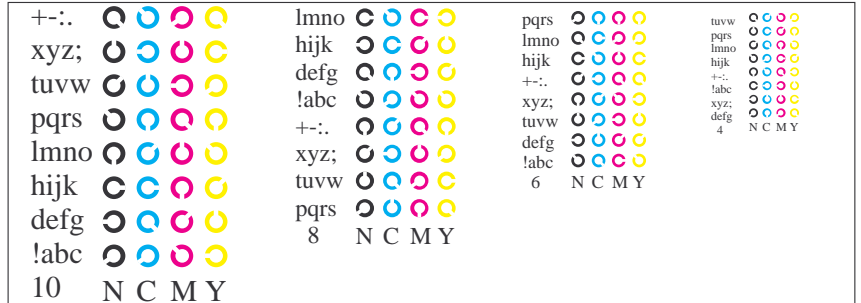 +-:.
xyz;
tuvw
pqrs
lmno
hijk
defg
!abc
10 N C M Y
lmno
hijk
defg
!abc
+-:.
xyz;
tuvw
pqrs
8 N C M Y
pqrs
lmno
hijk
+-:.
xyz;
tuvw
defg
!abc
6 N C M Y
tuvw
pqrs
lmno
hijk
+-:.
!abc
xyz;
defg
4 N C M Y